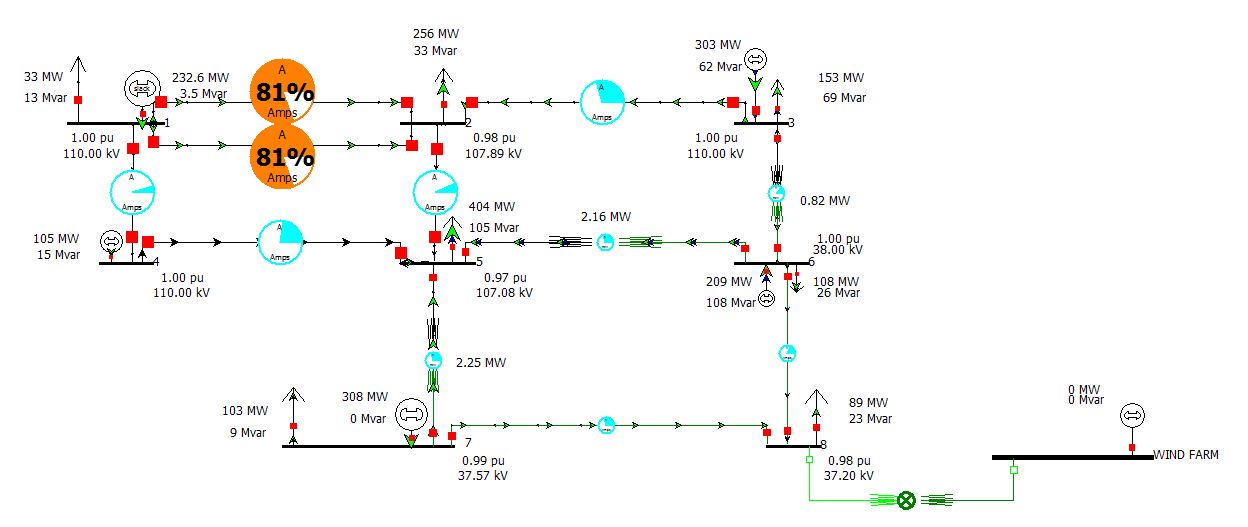 256 MW
33 Mvar
303 MW
62 Mvar
33 MW
13 Mvar
slack
232.6 MW
3.5 Mvar
A
81%
Amps
A
Amps
153 MW
69 Mvar
1
2
3
1.00 pu
110.00 kV
A
81%
Amps
0.98 pu
107.89 kV
1.00 pu
110.00 kV
A
Amps
A
Amps
404 MW
105 Mvar
0.82 MW
2.16 MW
105 MW
15 Mvar
A
Amps
4
5
6
1.00 pu
38.00 kV
1.00 pu
110.00 kV
0.97 pu
107.08 kV
209 MW
108 Mvar
108 MW
26 Mvar
2.25 MW
308 MW
0 Mvar
103 MW
9 Mvar
89 MW
23 Mvar
0 MW
0 Mvar
7
8
0.99 pu
37.57 kV
0.98 pu
37.20 kV
WIND FARM